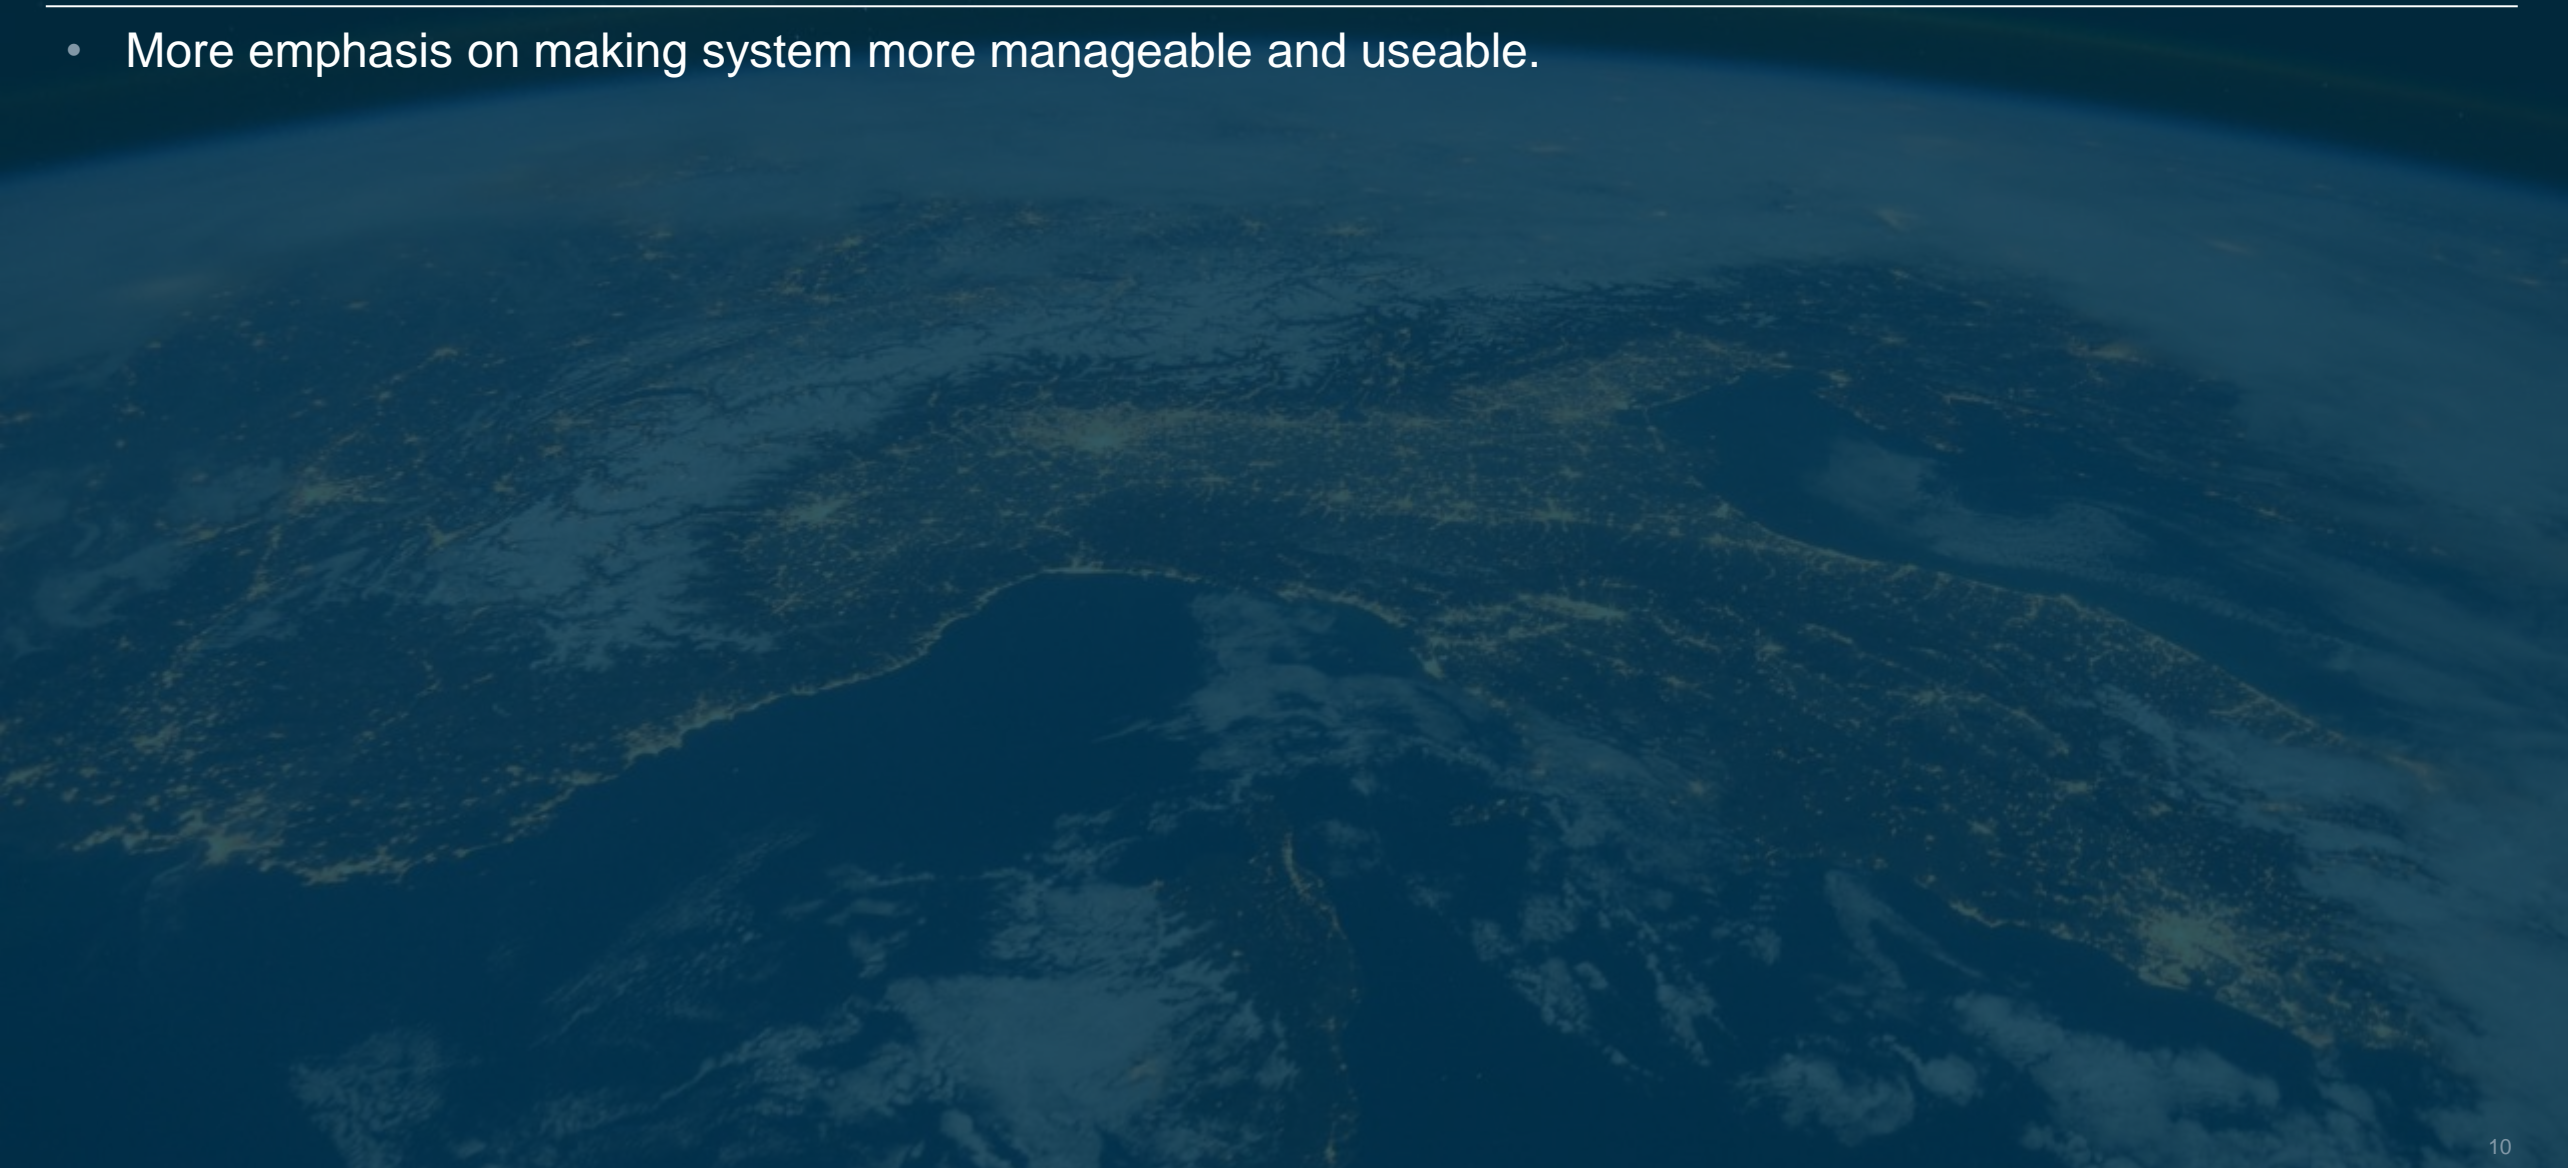 • More emphasis on making system more manageable and useable.
10